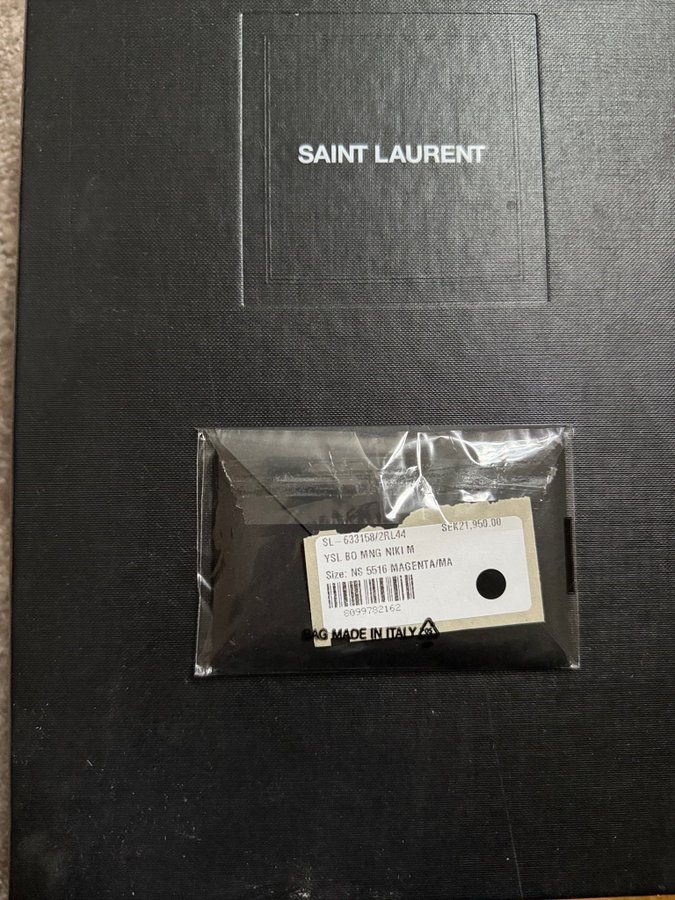 SAINT LAURENT
SL-633158/2RL44 SEK21,950.00
YSL BO MNG NIKI M
Size: NS 5516 MAGENTA/MA
8099782162
BAG MADE IN ITALY